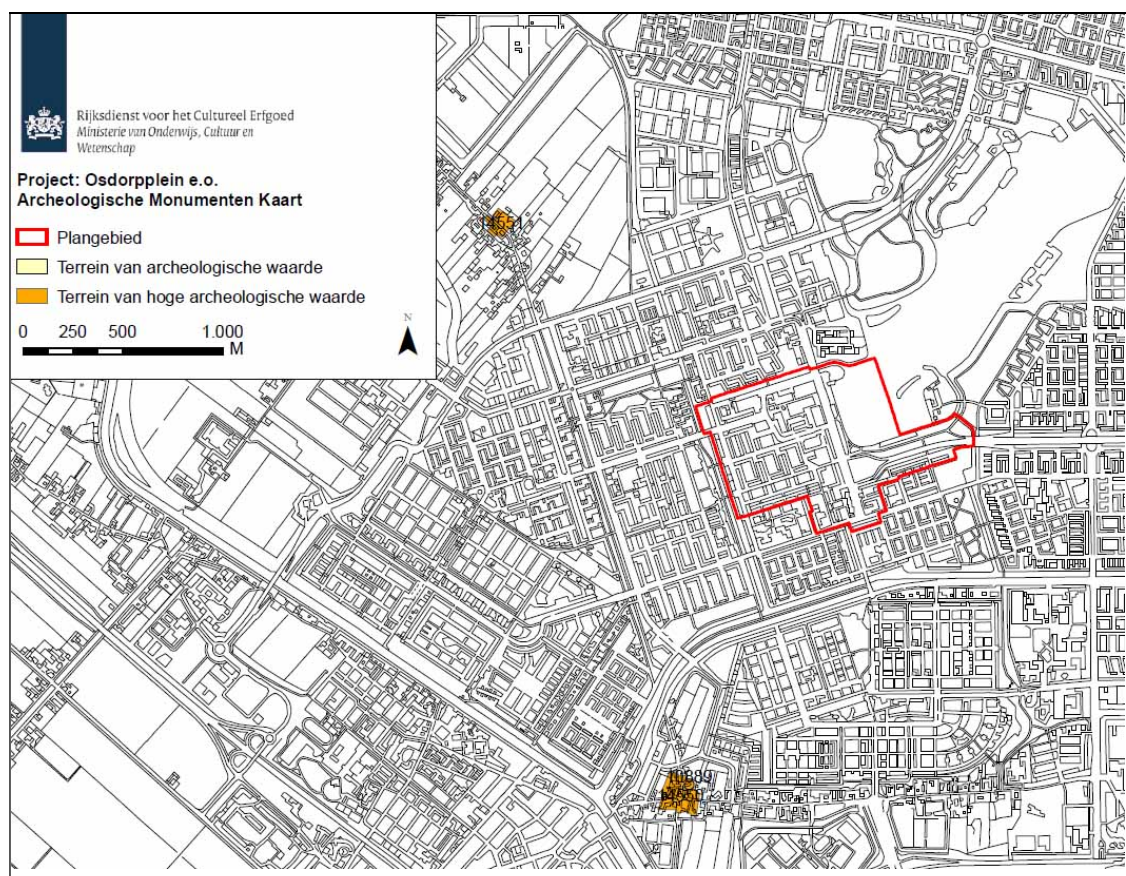 Rijksdienst voor het Cultureel Erfgoed
Ministerie van Onderwijs, Cultuur en
Wetenschap
Project: Osdorpplein e.o.
Archeologische Monumenten Kaart
Plangebied
Terrein van archeologische waarde
Terrein van hoge archeologische waarde
0 250 500 1.000
M
N
14551
10889